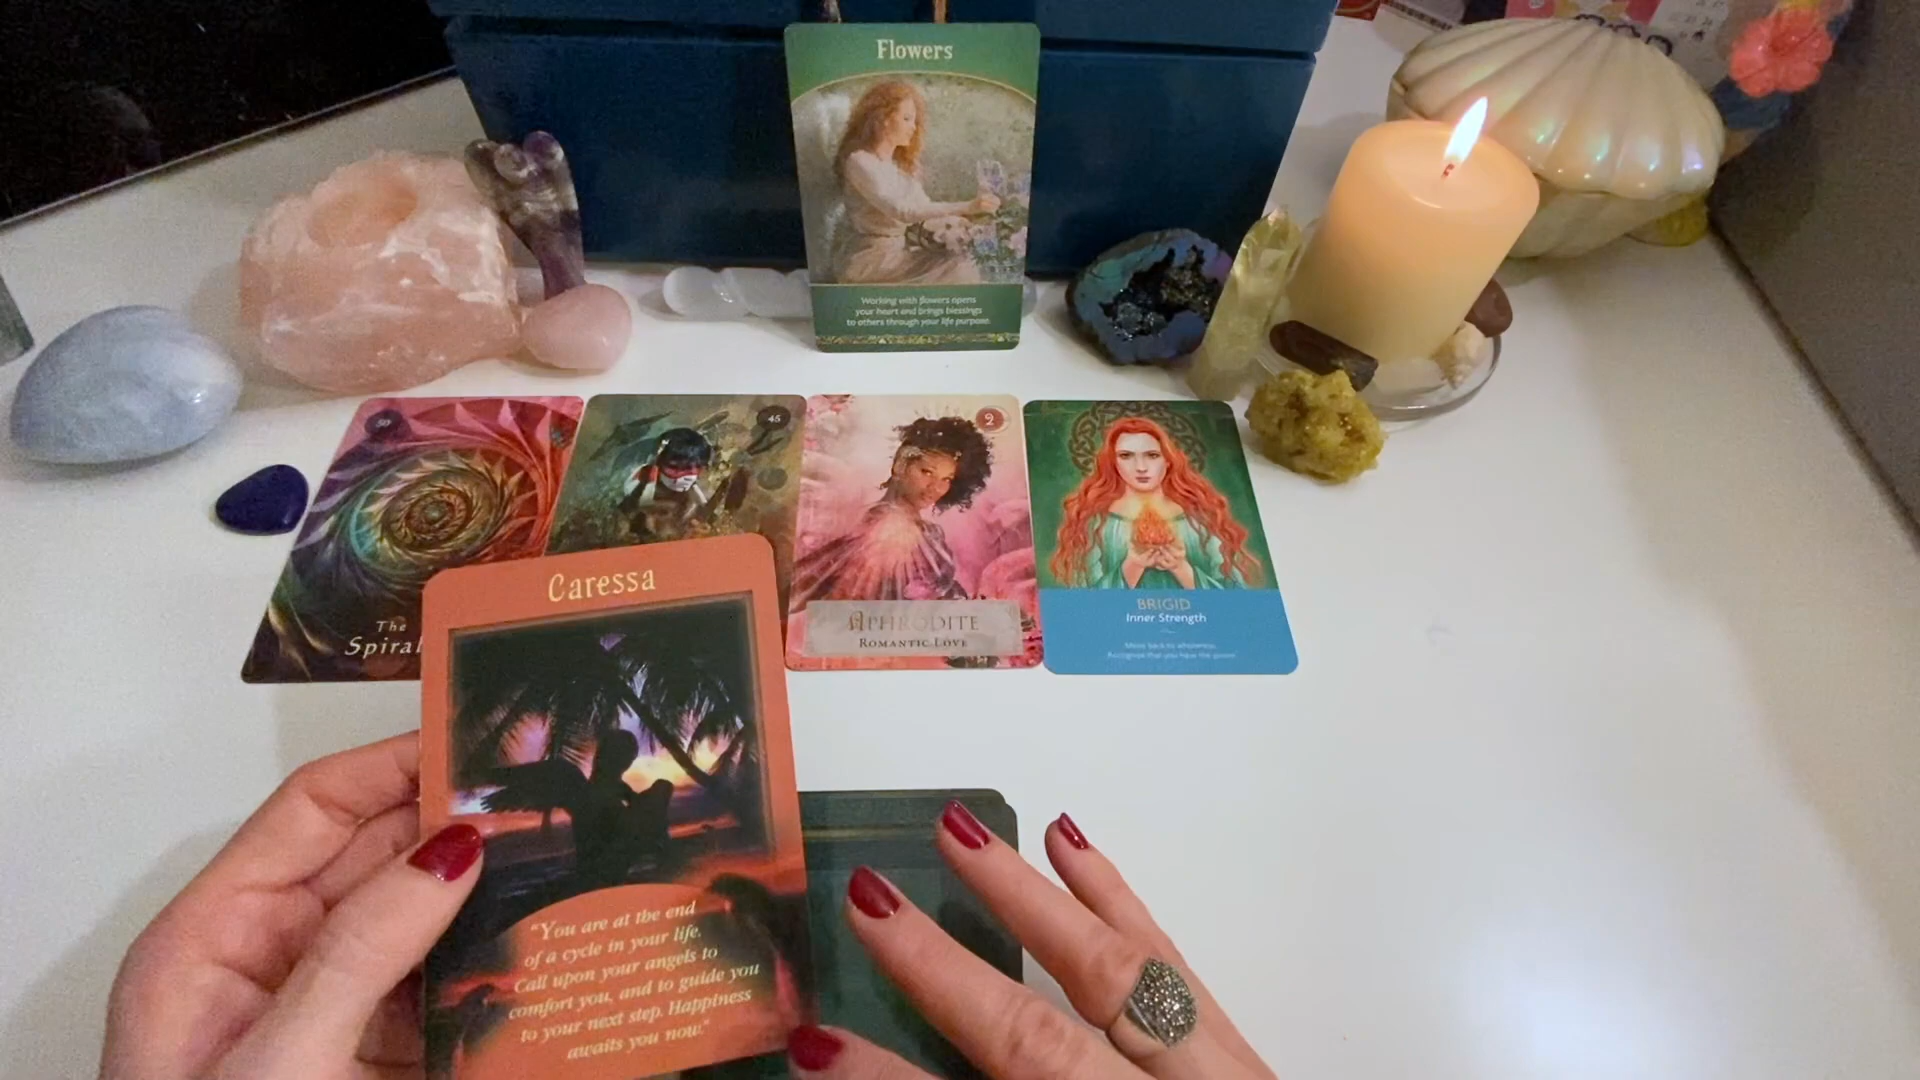 Flowers
Working with flowers opens
your heart and brings blessings
to others through your life purpose.
50
45
2
The
Spiral
APHRODITE
ROMANTIC LOVE
BRIGID
Inner Strength
Caressa
"You are at the end
of a cycle in your life.
Call upon your angels to
comfort you, and to guide you
to your next step. Happiness
awaits you now."